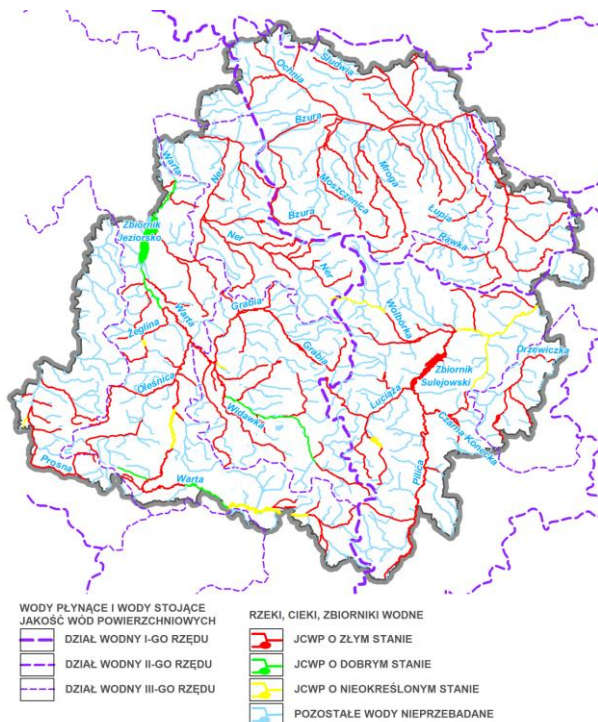 Ochnia
Słudwia
Bzura
Warta
Ner
Moszczenica
Mroga
Bzura
Łupia
Rawka
Zbiornik
Jeziorsko
Ner
Ner
Warta
Grabia
Wolbórka
Żeglina
Grabia
Drzewiczka
Zbiornik
Sulejowski
Oleśnica
Luciąża
Widawka
Czarna Konecka
Prosna
Warta
Pilica
WODY PŁYNĄCE I WODY STOJĄCE
JAKOŚĆ WÓD POWIERZCHNIOWYCH
DZIAŁ WODNY I-GO RZĘDU
DZIAŁ WODNY II-GO RZĘDU
DZIAŁ WODNY III-GO RZĘDU
RZEKI, CIEKI, ZBIORNIKI WODNE
JCWP O ZŁYM STANIE
JCWP O DOBRYM STANIE
JCWP O NIEOKREŚLONYM STANIE
POZOSTAŁE WODY NIEPRZEBADANE